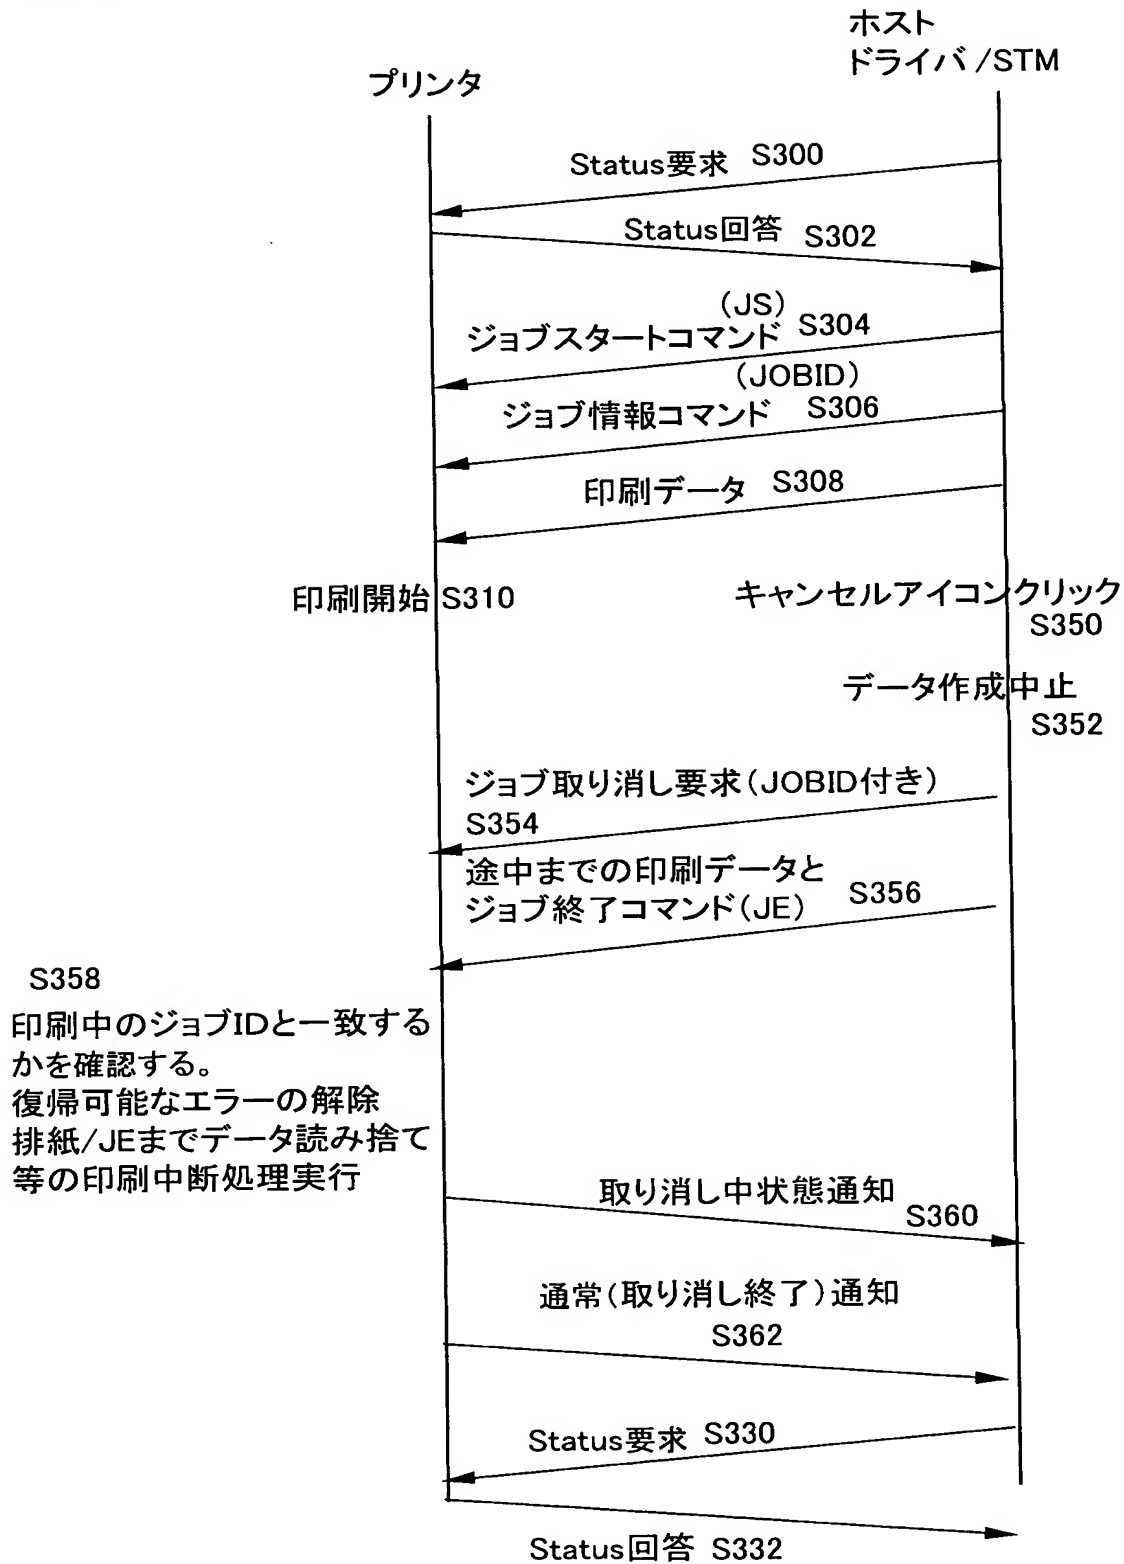 ホスト
ドライバ/STM
プリンタ
Status要求 S300
Status回答 S302
(JS)
ジョブスタートコマンド S304
(JOBID)
ジョブ情報コマンド S306
印刷データ S308
印刷開始 S310
キャンセルアイコンクリック
S350
データ作成中止
S352
ジョブ取り消し要求(JOBID付き)
S354
途中までの印刷データと
ジョブ終了コマンド(JE) S356
S358
印刷中のジョブIDと一致する
かを確認する。
復帰可能なエラーの解除
排紙/JEまでデータ読み捨て
等の印刷中断処理実行
取り消し中状態通知
S360
通常(取り消し終了)通知
S362
Status要求 S330
Status回答 S332